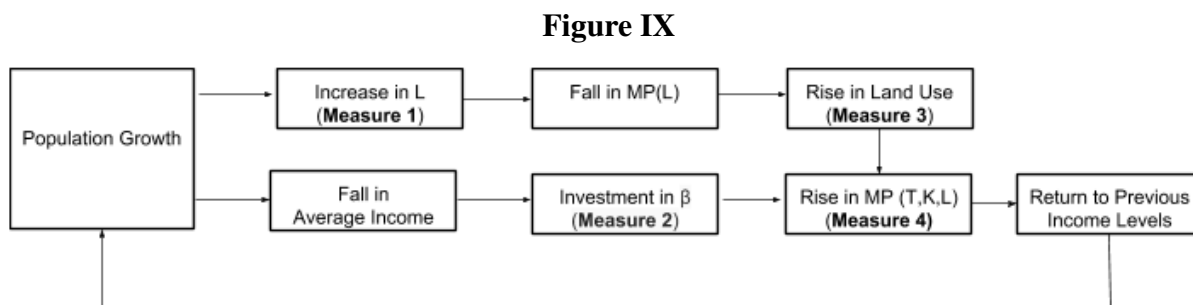 Figure IX
Population Growth
Increase in L
(Measure 1)
Fall in MP(L)
Rise in Land Use
(Measure 3)
Fall in
Average Income
Investment in β
(Measure 2)
Rise in MP (T,K,L)
(Measure 4)
Return to Previous
Income Levels